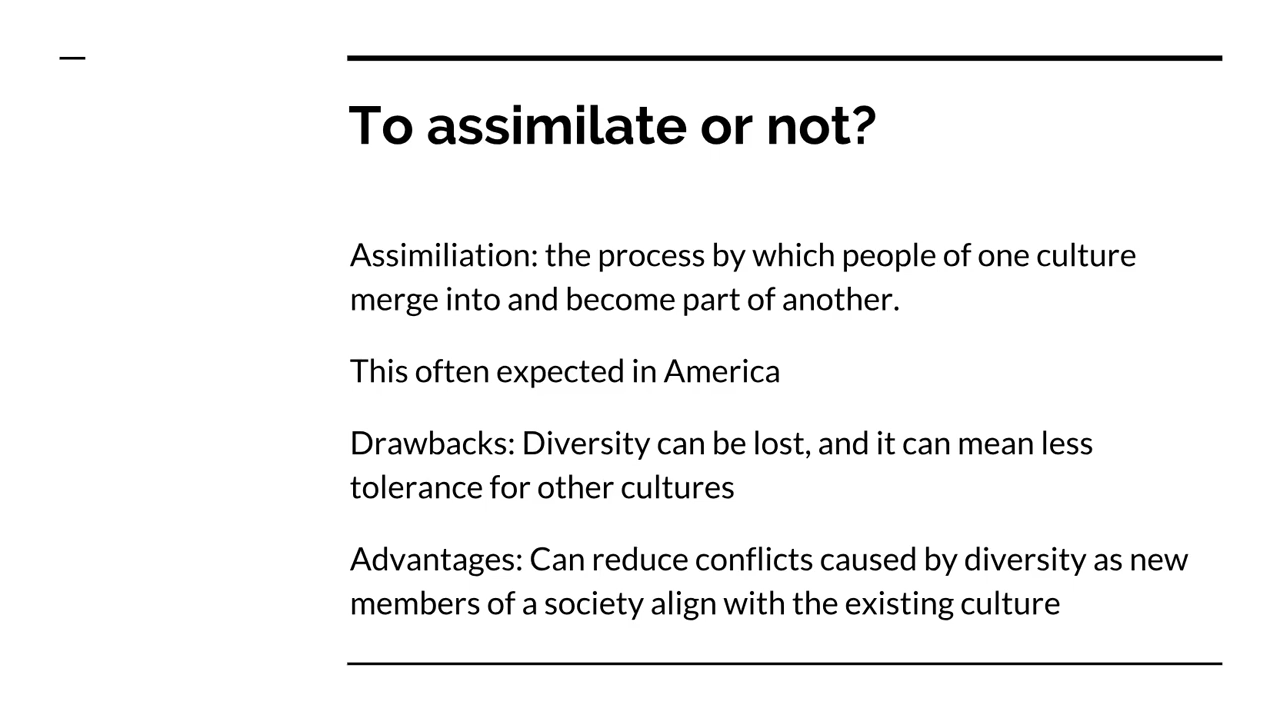 To assimilate or not?
Assimiliation: the process by which people of one culture
merge into and become part of another.
This often expected in America
Drawbacks: Diversity can be lost, and it can mean less
tolerance for other cultures
Advantages: Can reduce conflicts caused by diversity as new
members of a society align with the existing culture